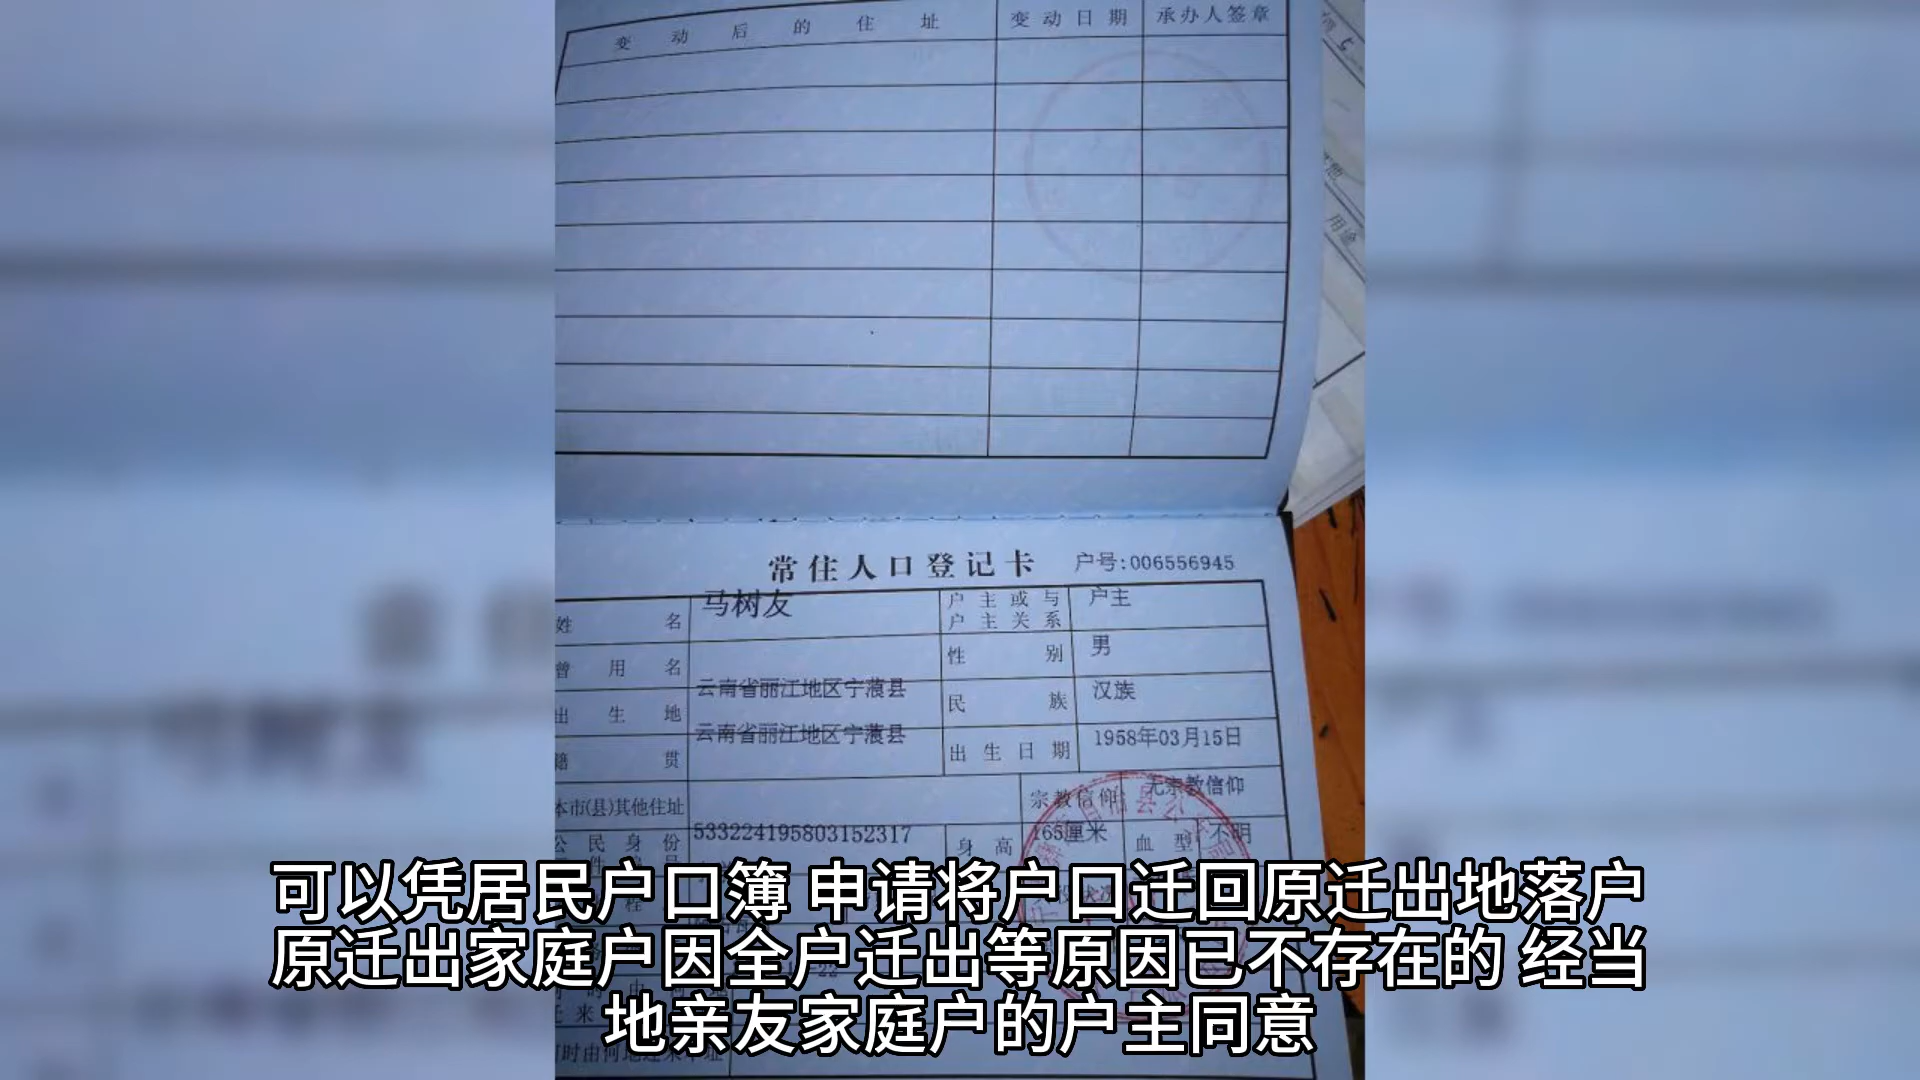 变动后的住址 变动日期 承办人签章
用途
常住人口登记卡 户号:006556945
姓名 马树友 户主或与户主关系 户主
曾用名 性别 男
出生地 云南省丽江地区宁蒗县 民族 汉族
籍贯 云南省丽江地区宁蒗县 出生日期 1958年03月15日
本市(县)其他住址 宗教信仰 无宗教信仰
公民身份 533224195803152317 身高 165厘米 血型 不明
可以凭居民户口簿 申请将户口迁回原迁出地落户
原迁出家庭户因全户迁出等原因已不存在的 经当
地亲友家庭户的户主同意